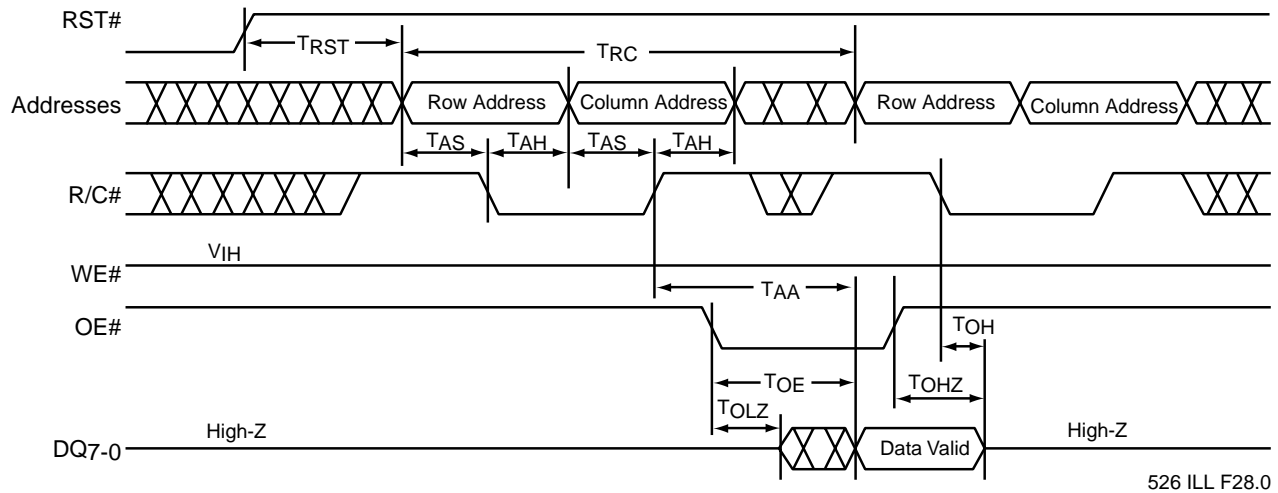 RST#
TRST
TRC
Addresses
Row Address
Column Address
Row Address
Column Address
TAS
TAH
TAS
TAH
R/C#
VIH
WE#
TAA
OE#
TOH
TOE
TOHZ
TOLZ
High-Z
High-Z
DQ7-0
Data Valid
526 ILL F28.0